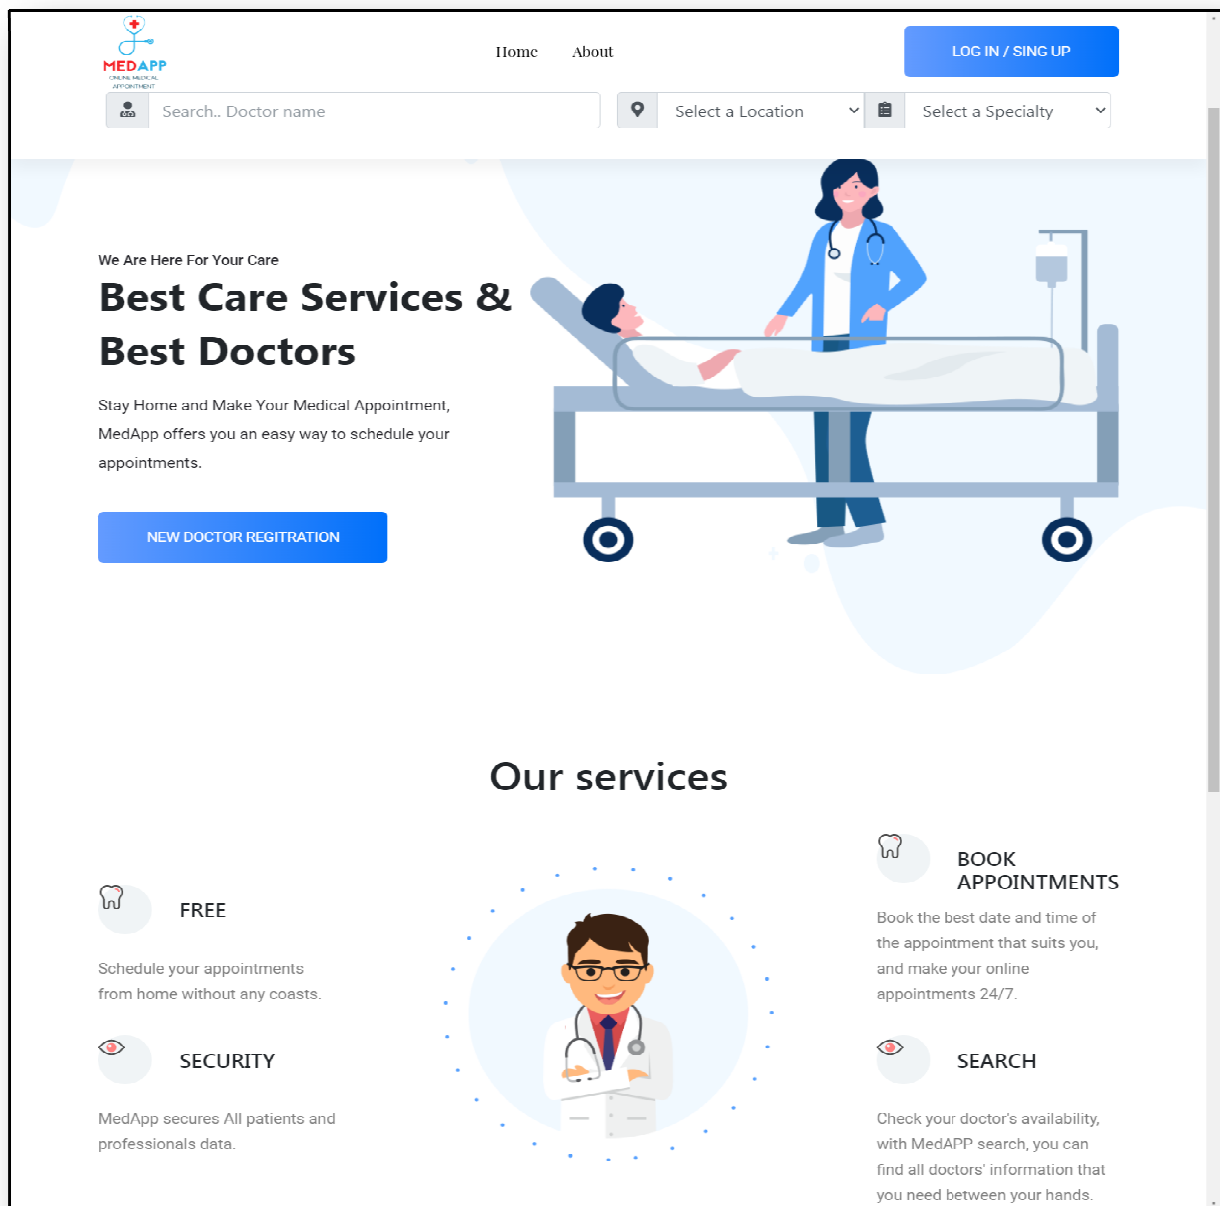 MEDAPP
ONLINE MEDICAL
APPOINTMENT
Home About
LOG IN / SING UP
Search.. Doctor name
Select a Location
Select a Specialty
We Are Here For Your Care
Best Care Services &
Best Doctors
Stay Home and Make Your Medical Appointment,
MedApp offers you an easy way to schedule your
appointments.
NEW DOCTOR REGITRATION
Our services
FREE
Schedule your appointments
from home without any coasts.
SECURITY
MedApp secures All patients and
professionals data.
BOOK
APPOINTMENTS
Book the best date and time of
the appointment that suits you,
and make your online
appointments 24/7.
SEARCH
Check your doctor's availability,
with MedAPP search, you can
find all doctors' information that
you need between your hands.